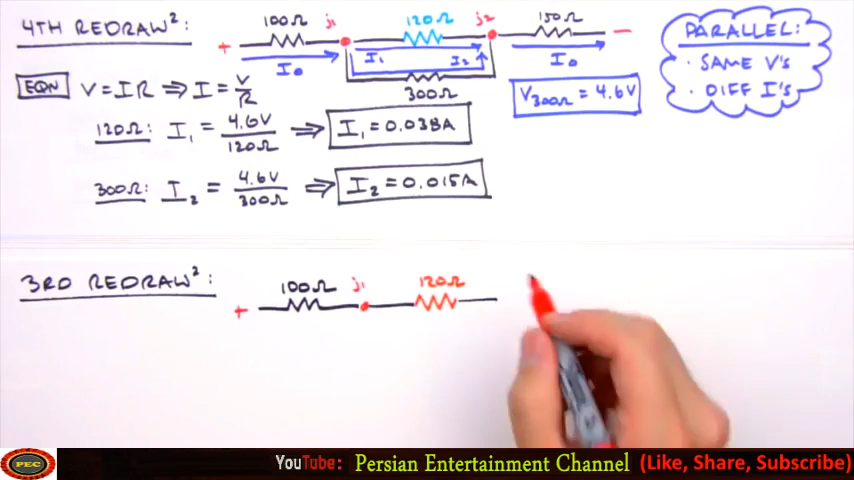 4TH REDRAW²:
+ 100Ω j1 120Ω j2 150Ω −
I0 I1 I2 I0
300Ω
V300Ω = 4.6V
PARALLEL:
· SAME V'S
· DIFF I'S
EQN V = IR ⇒ I = V/R
120Ω: I1 = 4.6V/120Ω ⇒ I1 = 0.038A
300Ω: I2 = 4.6V/300Ω ⇒ I2 = 0.015A
3RD REDRAW²:
+ 100Ω j1 120Ω
PEC YouTube: Persian Entertainment Channel (Like, Share, Subscribe)